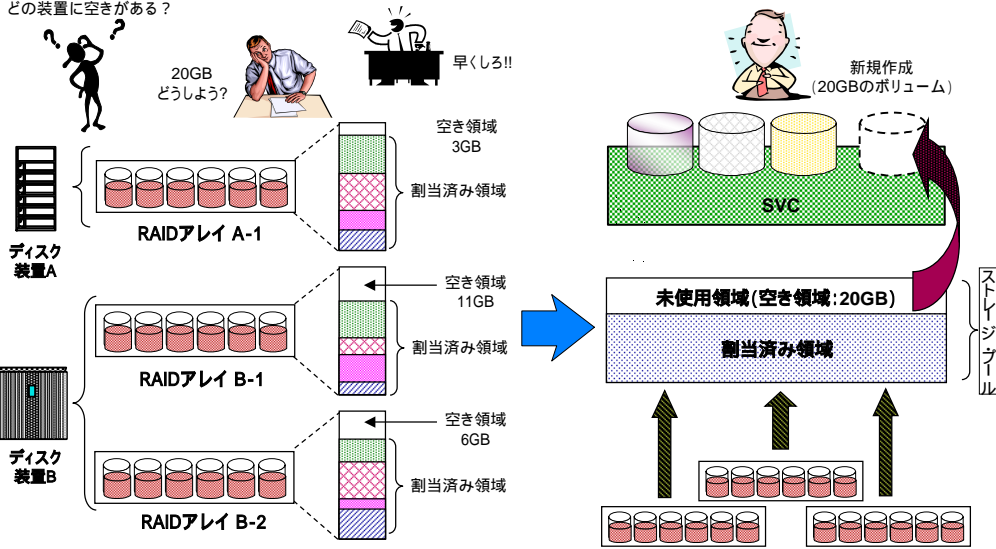 どの装置に空きがある？
20GB
どうしよう？
早くしろ!!
空き領域
3GB
割当済み領域
RAIDアレイ A-1
ディスク
装置A
空き領域
11GB
割当済み領域
RAIDアレイ B-1
ディスク
装置B
空き領域
6GB
割当済み領域
RAIDアレイ B-2
新規作成
(20GBのボリューム)
SVC
未使用領域(空き領域:20GB)
割当済み領域
ストレージ・プール